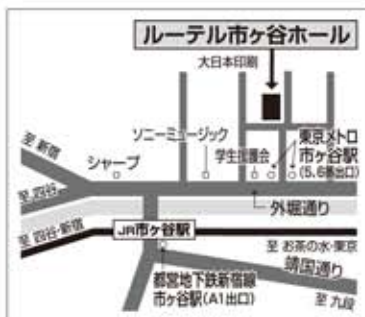 ルーテル市ヶ谷ホール
大日本印刷
至 新宿
ソニーミュージック
シャープ
学生援護会
東京メトロ
市ヶ谷駅
(5.6番出口)
至 四谷
外堀通り
至 四谷・新宿
JR市ヶ谷駅
至 お茶の水・東京
靖国通り
都営地下鉄新宿線
市ヶ谷駅(A1出口)
至 九段